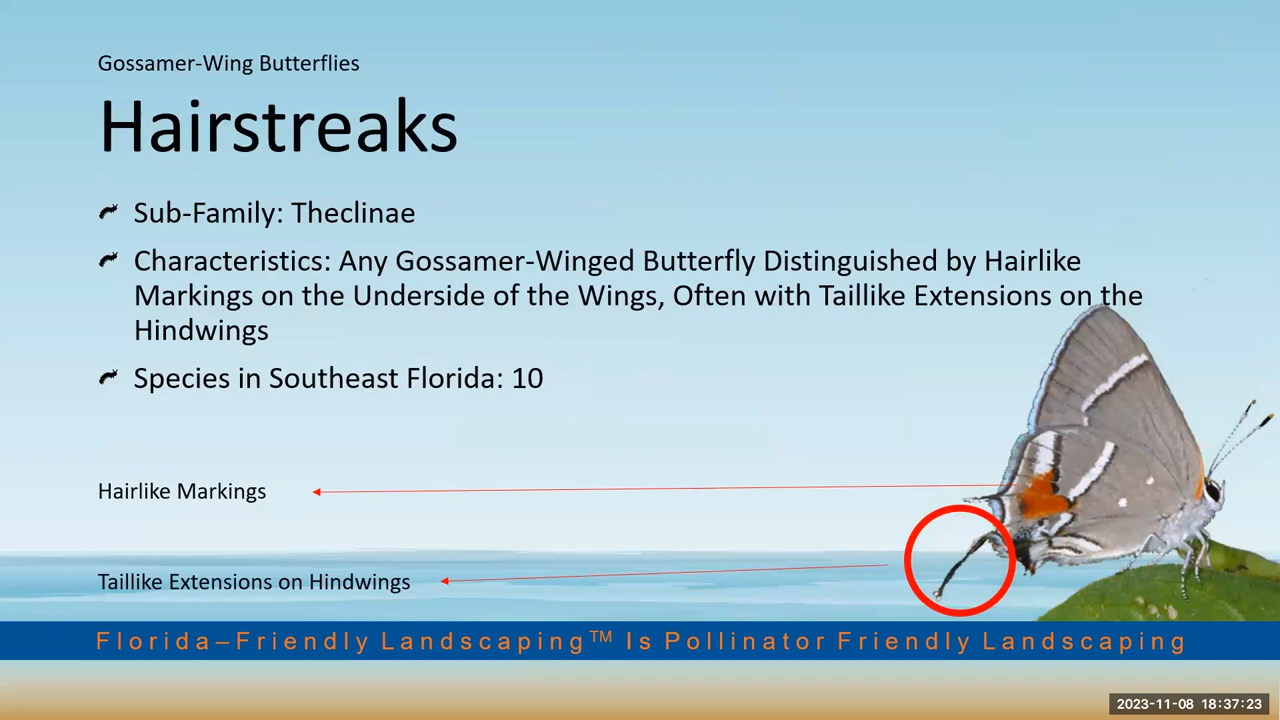 Gossamer-Wing Butterflies
Hairstreaks
Sub-Family: Theclinae
Characteristics: Any Gossamer-Winged Butterfly Distinguished by Hairlike
Markings on the Underside of the Wings, Often with Taillike Extensions on the
Hindwings
Species in Southeast Florida: 10
Hairlike Markings
Taillike Extensions on Hindwings
Florida–Friendly Landscaping™ Is Pollinator Friendly Landscaping
2023-11-08 18:37:23